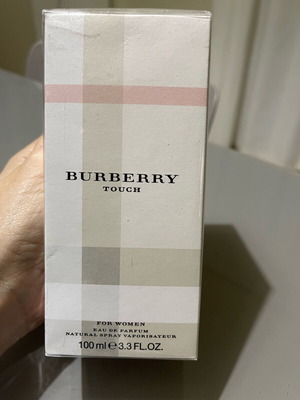 BURBERRY
TOUCH
FOR WOMEN
EAU DE PARFUM
NATURAL SPRAY VAPORISATEUR
100 ml ℮ 3.3 FL.OZ.